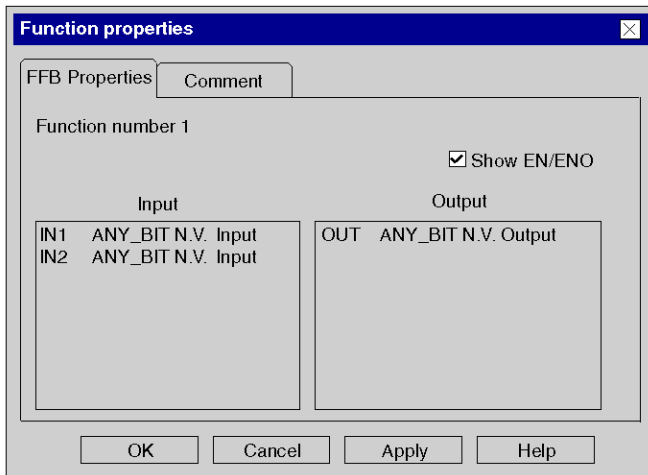 Function properties
FFB Properties
Comment
Function number 1
Show EN/ENO
Input
Output
IN1 ANY_BIT N.V. Input
IN2 ANY_BIT N.V. Input
OUT ANY_BIT N.V. Output
OK
Cancel
Apply
Help